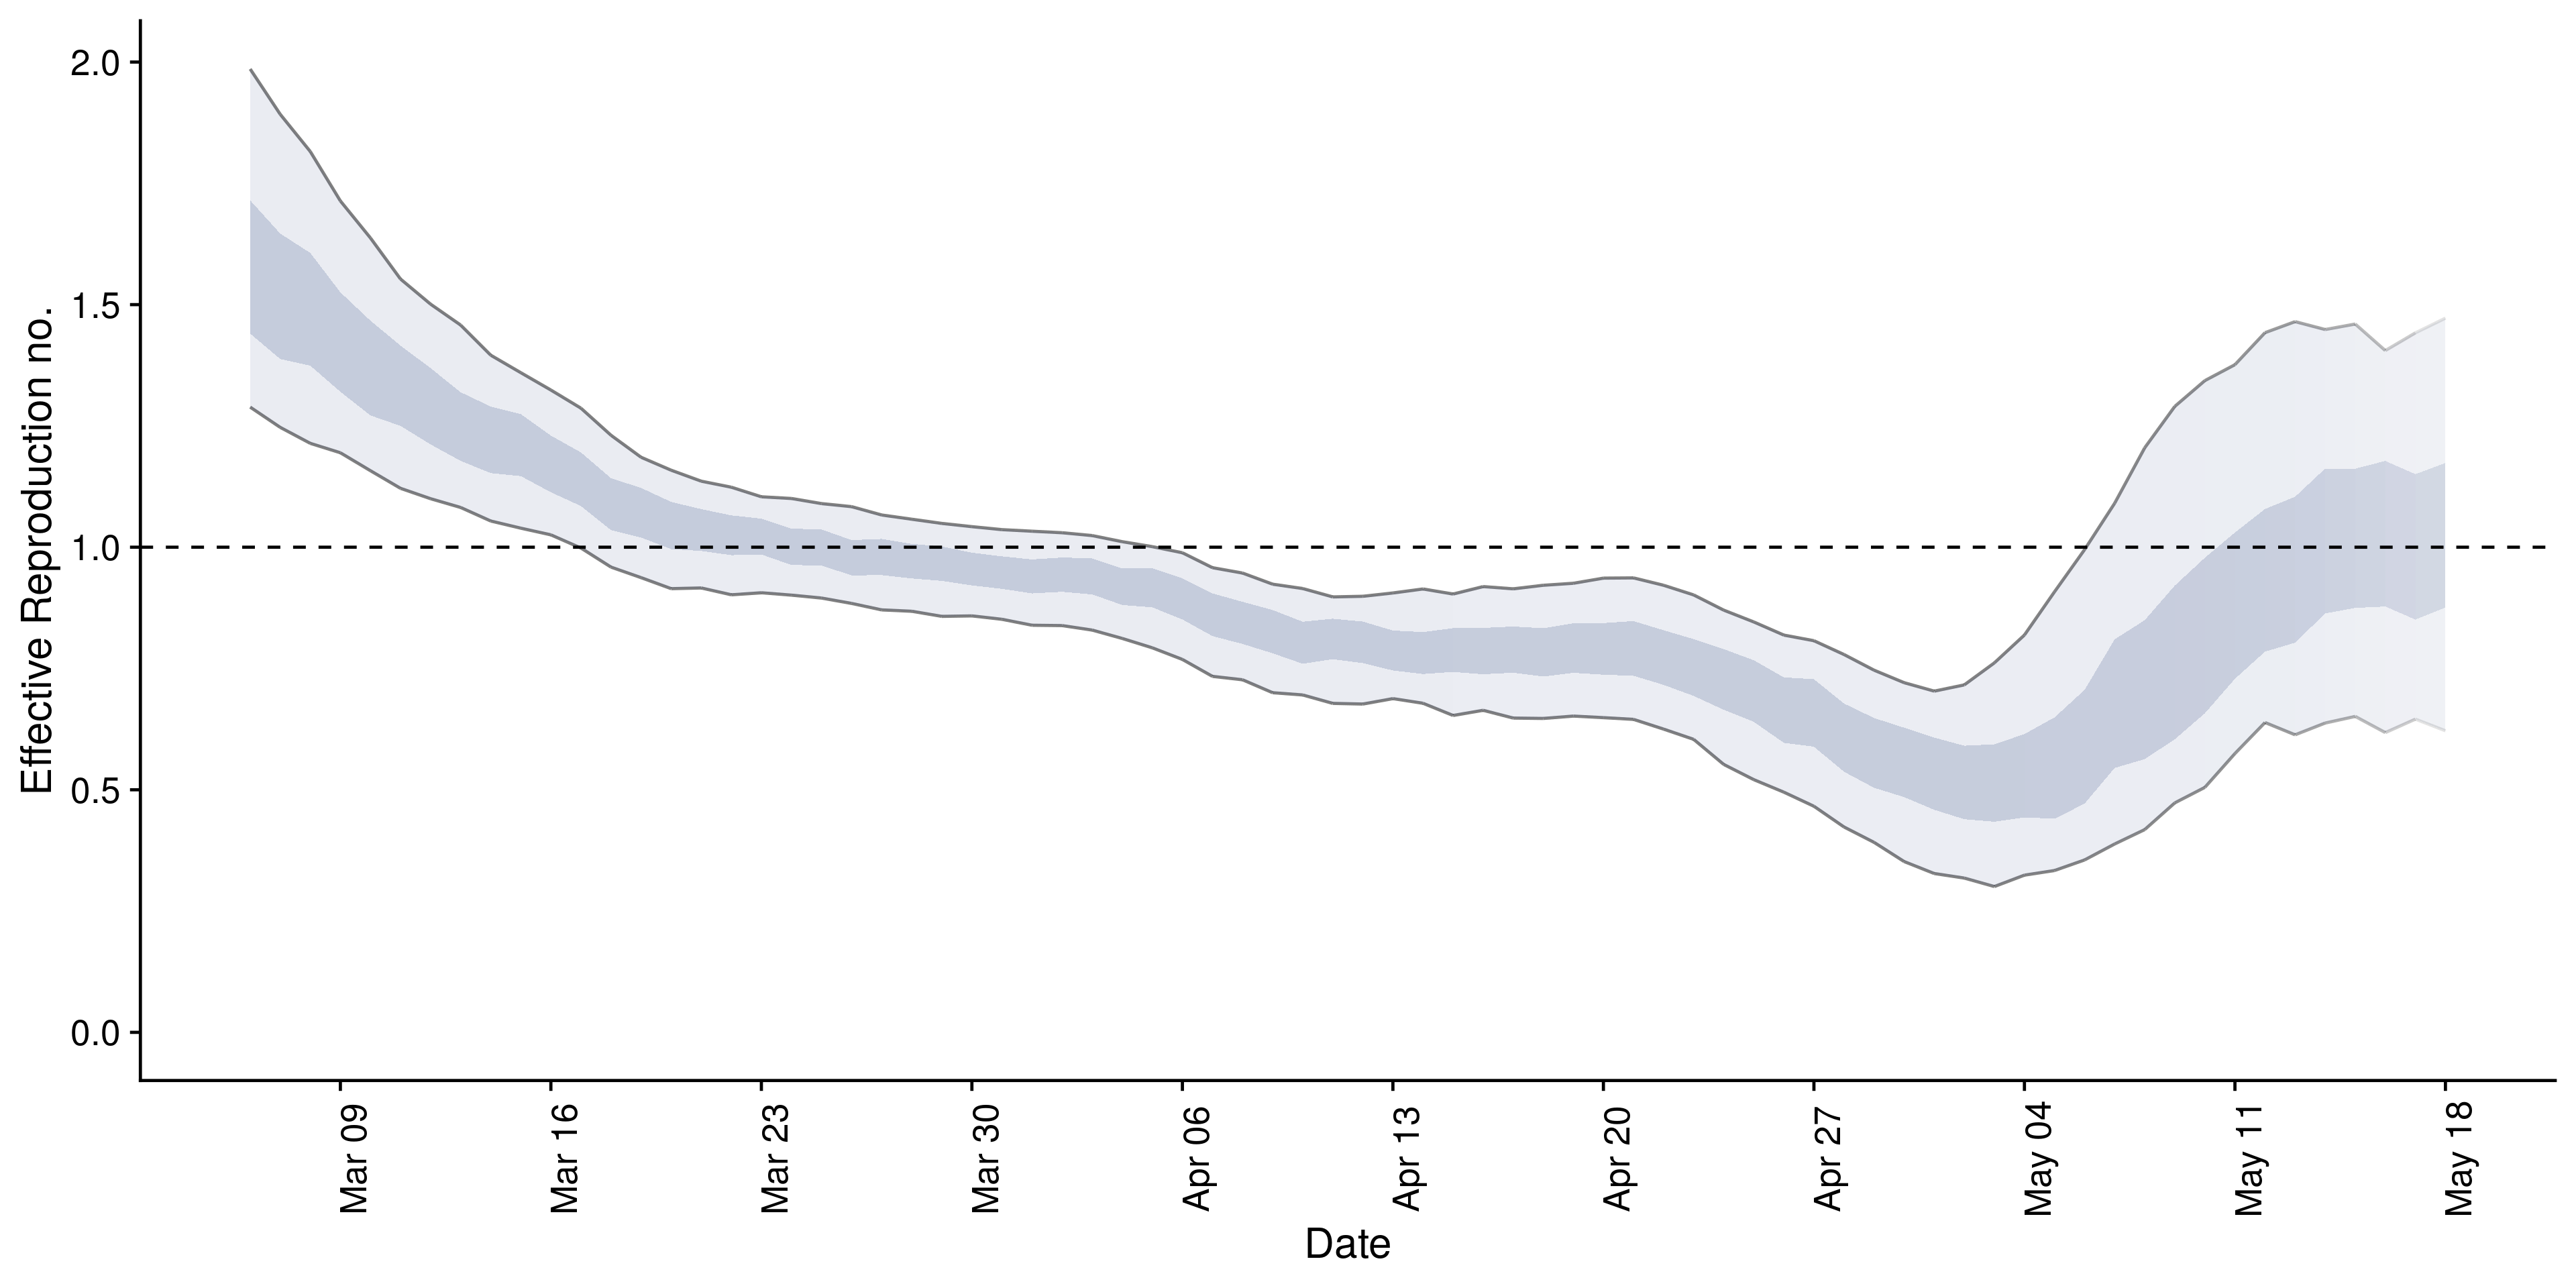 Effective Reproduction no.
2.0
1.5
1.0
0.5
0.0
Mar 09
Mar 16
Mar 23
Mar 30
Apr 06
Apr 13
Apr 20
Apr 27
May 04
May 11
May 18
Date